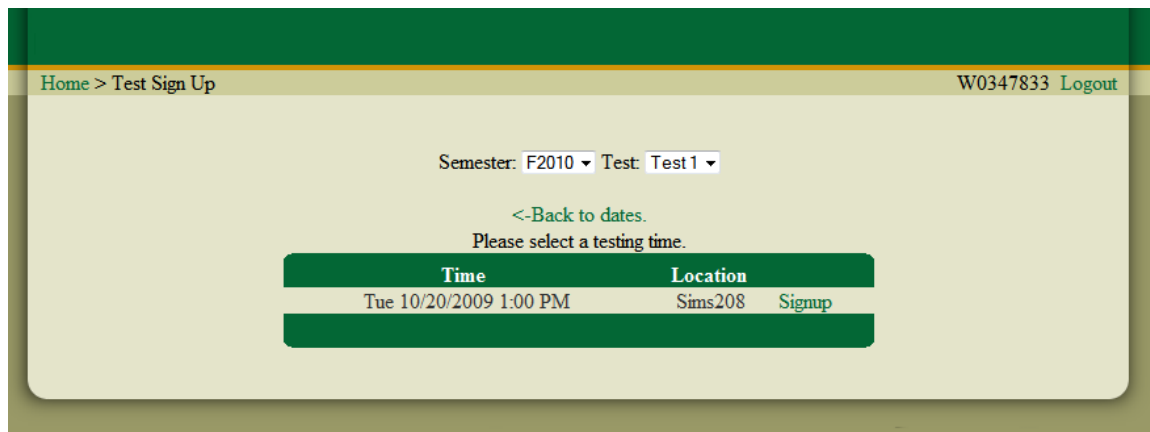 Home > Test Sign Up W0347833 Logout
Semester: F2010 Test: Test 1
<-Back to dates.
Please select a testing time.
Time Location
Tue 10/20/2009 1:00 PM Sims208 Signup